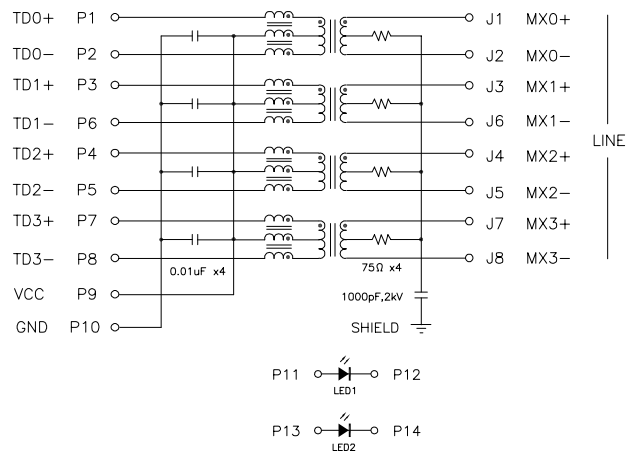 TD0+ P1 J1 MX0+
TD0- P2 J2 MX0-
TD1+ P3 J3 MX1+
TD1- P6 J6 MX1-
LINE
TD2+ P4 J4 MX2+
TD2- P5 J5 MX2-
TD3+ P7 J7 MX3+
TD3- P8 J8 MX3-
0.01uF x4 75Ω x4
VCC P9
1000pF,2kV
GND P10 SHIELD
P11 P12
LED1
P13 P14
LED2